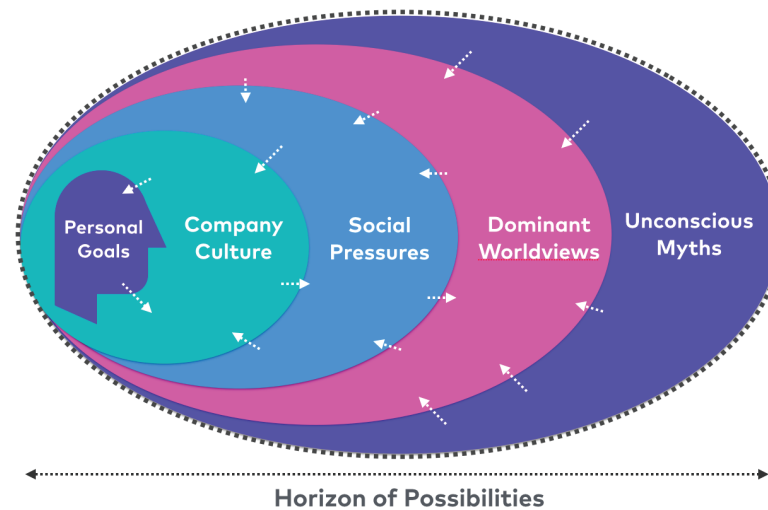 Personal
Goals
Company
Culture
Social
Pressures
Dominant
Worldviews
Unconscious
Myths
Horizon of Possibilities